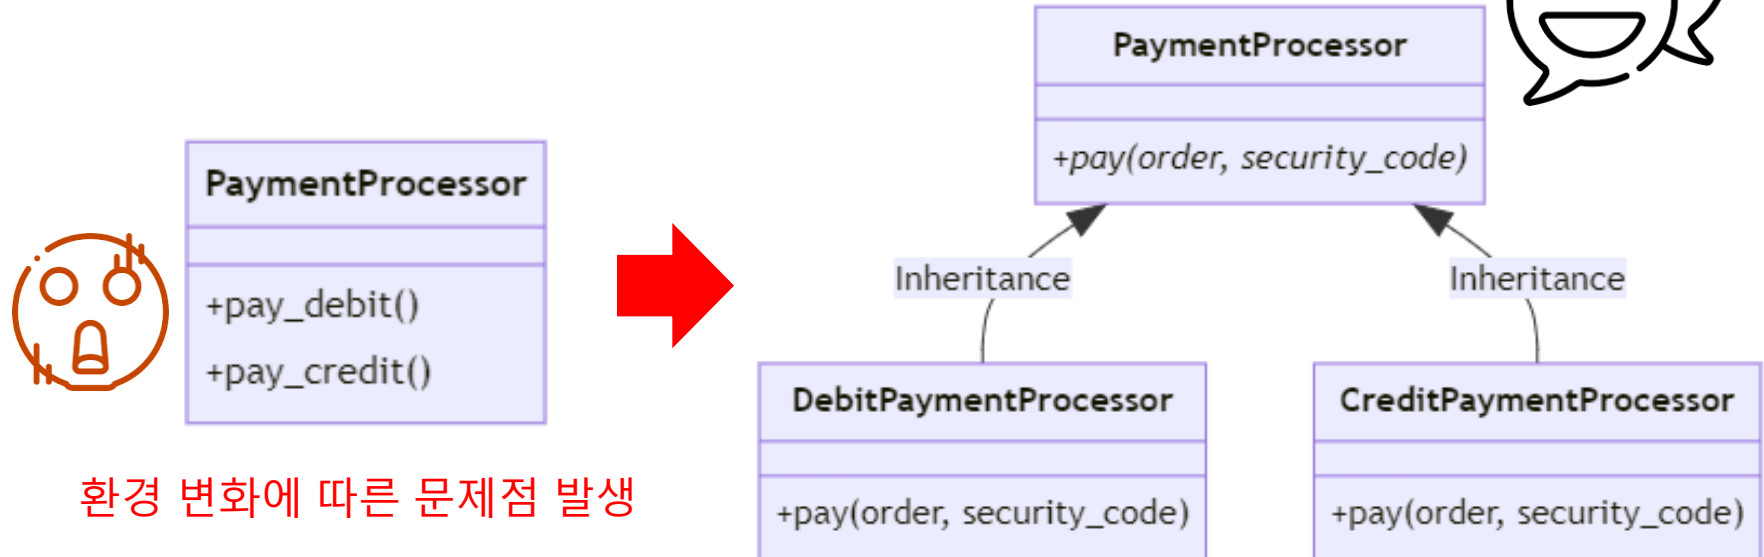 PaymentProcessor
+pay_debit()
+pay_credit()
환경 변화에 따른 문제점 발생
PaymentProcessor
+pay(order, security_code)
Inheritance
Inheritance
DebitPaymentProcessor
+pay(order, security_code)
CreditPaymentProcessor
+pay(order, security_code)